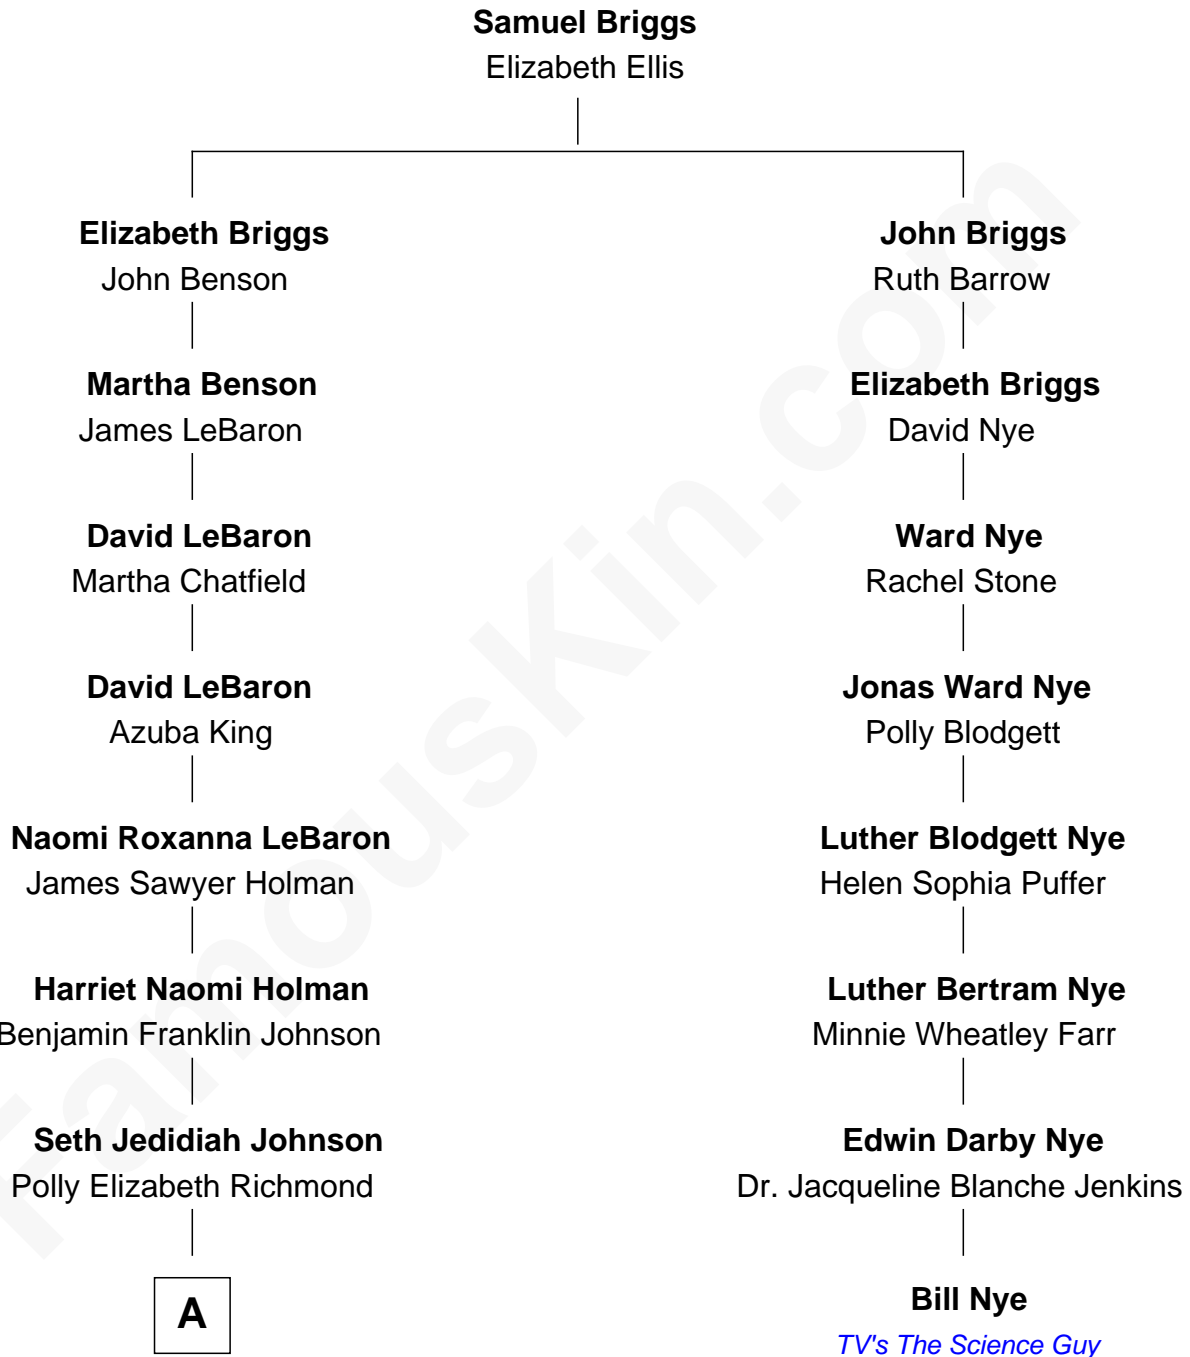 Samuel Briggs
Elizabeth Ellis
Elizabeth Briggs
John Benson
Martha Benson
James LeBaron
David LeBaron
Martha Chatfield
David LeBaron
Azuba King
Naomi Roxanna LeBaron
James Sawyer Holman
Harriet Naomi Holman
Benjamin Franklin Johnson
Seth Jedidiah Johnson
Polly Elizabeth Richmond
A
John Briggs
Ruth Barrow
Elizabeth Briggs
David Nye
Ward Nye
Rachel Stone
Jonas Ward Nye
Polly Blodgett
Luther Blodgett Nye
Helen Sophia Puffer
Luther Bertram Nye
Minnie Wheatley Farr
Edwin Darby Nye
Dr. Jacqueline Blanche Jenkins
Bill Nye
TV's The Science Guy
FamousKin.com